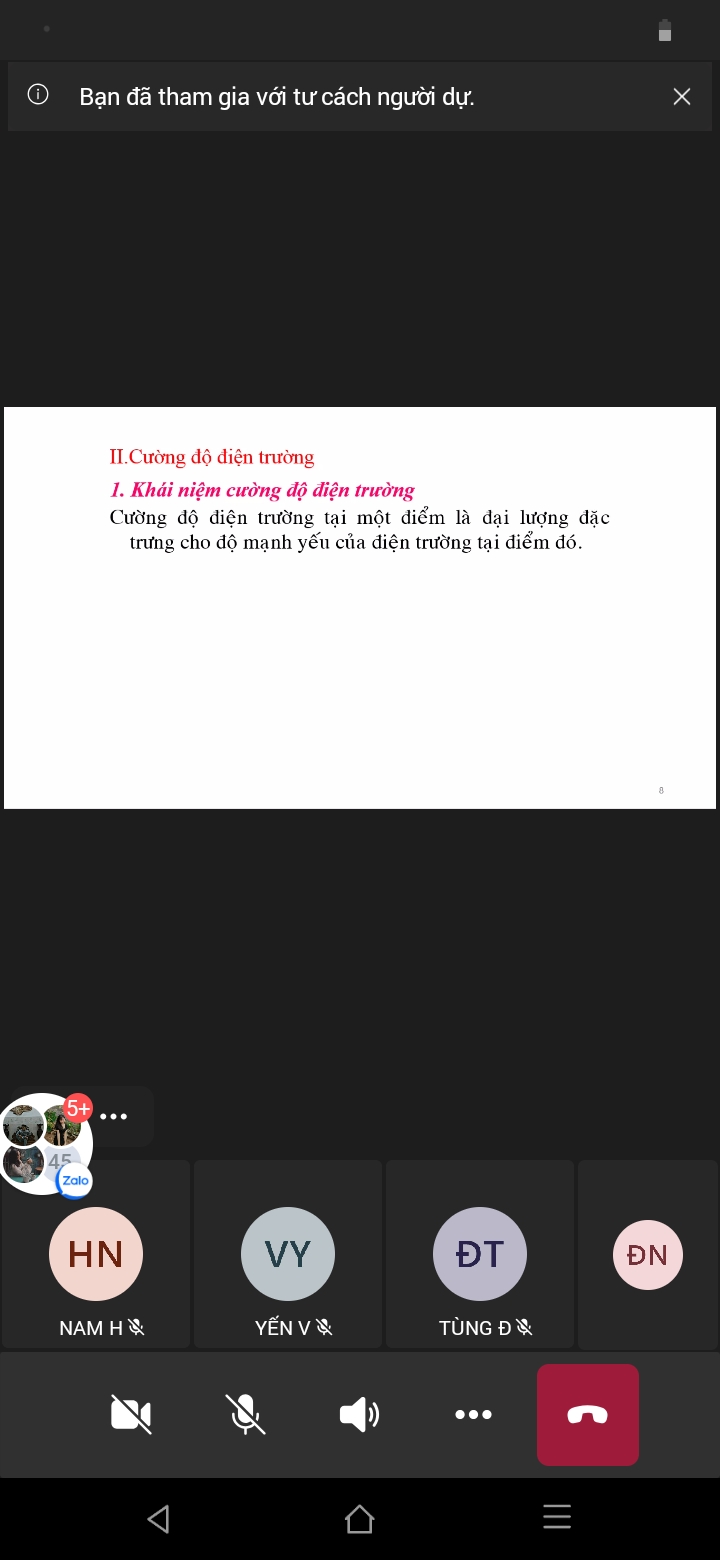 Bạn đã tham gia với tư cách người dự.
II.Cường độ điện trường
1. Khái niệm cường độ điện trường
Cường độ điện trường tại một điểm là đại lượng đặc
trưng cho độ mạnh yếu của điện trường tại điểm đó.
8
5+
45
Zalo
HN
VY
ĐT
ĐN
NAM H
YẾN V
TÙNG Đ